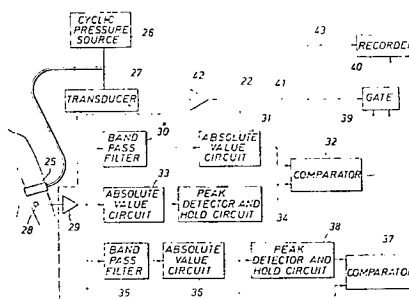 CYCLIC
PRESSURE
SOURCE
26
43
RECORDER
27
40
42
22
41
TRANSDUCER
GATE
30
31
39
25
BAND
PASS
FILTER
ABSOLUTE
VALUE
CIRCUIT
32
33
COMPARATOR
ABSOLUTE
VALUE
CIRCUIT
PEAK
DETECTOR AND
HOLD CIRCUIT
34
28
29
38
37
BAND
PASS
FILTER
ABSOLUTE
VALUE
CIRCUIT
PEAK
DETECTOR AND
HOLD CIRCUIT
COMPARATOR
35
36